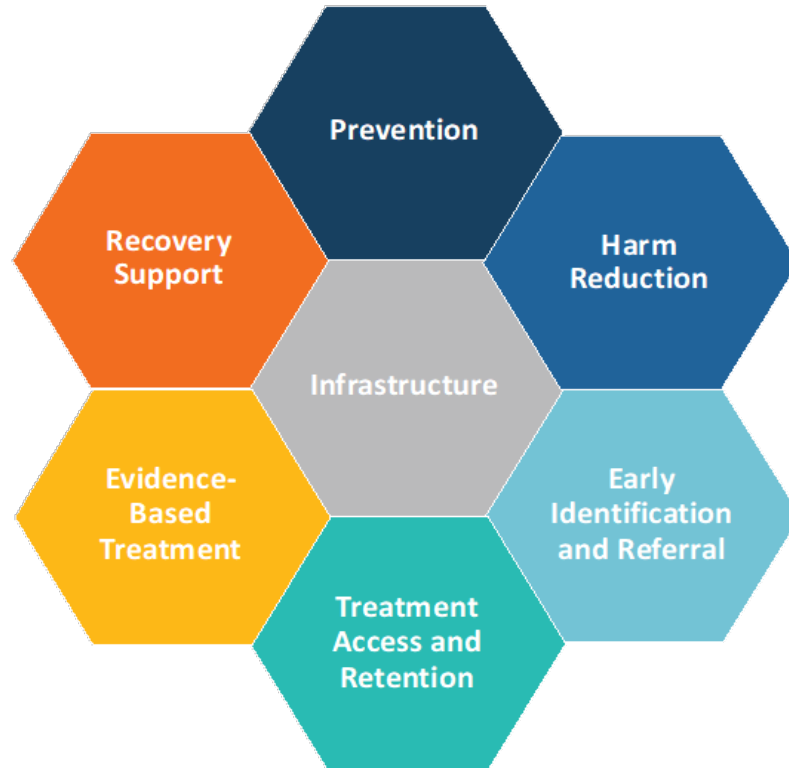 Prevention
Harm
Reduction
Early
Identification
and Referral
Treatment
Access and
Retention
Evidence-
Based
Treatment
Recovery
Support
Infrastructure